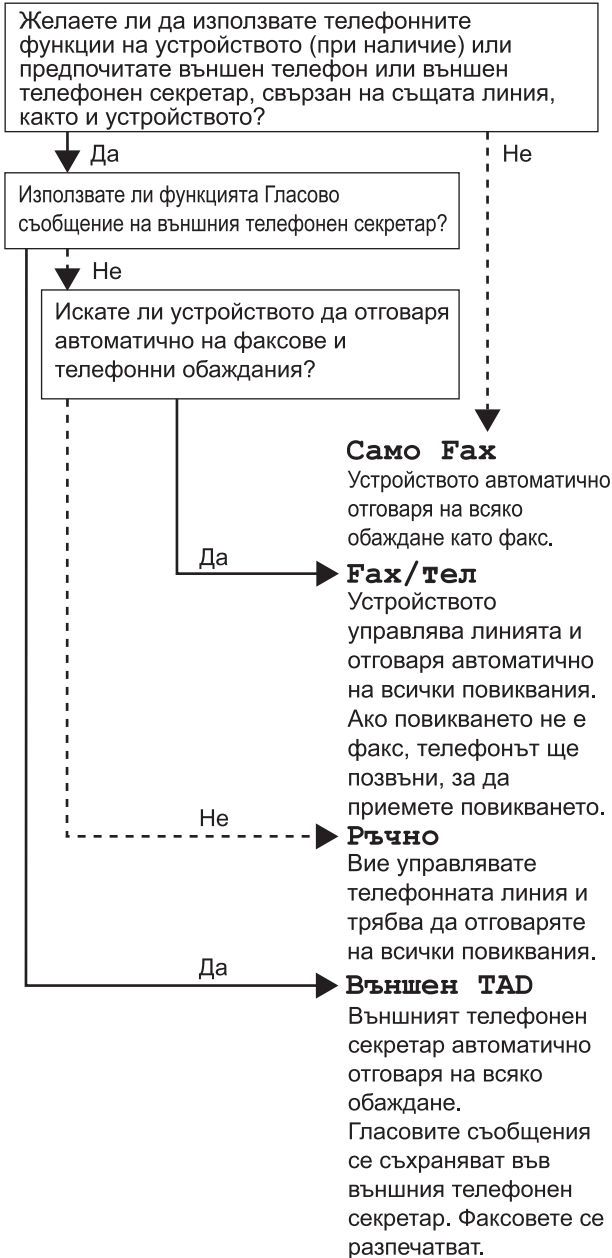 Желаете ли да използвате телефонните
функции на устройството (при наличие) или
предпочитате външен телефон или външен
телефонен секретар, свързан на същата линия,
както и устройството?
Да
Не
Използвате ли функцията Гласово
съобщение на външния телефонен секретар?
Не
Искате ли устройството да отговаря
автоматично на факсове и
телефонни обаждания?
Само Fax
Устройството автоматично
отговаря на всяко
обаждане като факс.
Да
Fax/Тел
Устройството
управлява линията и
отговаря автоматично
на всички повиквания.
Ако повикването не е
факс, телефонът ще
позвъни, за да
приемете повикването.
Не
Ръчно
Вие управлявате
телефонната линия и
трябва да отговаряте
на всички повиквания.
Да
Външен TAD
Външният телефонен
секретар автоматично
отговаря на всяко
обаждане.
Гласовите съобщения
се съхраняват във
външния телефонен
секретар. Факсовете се
разпечатват.